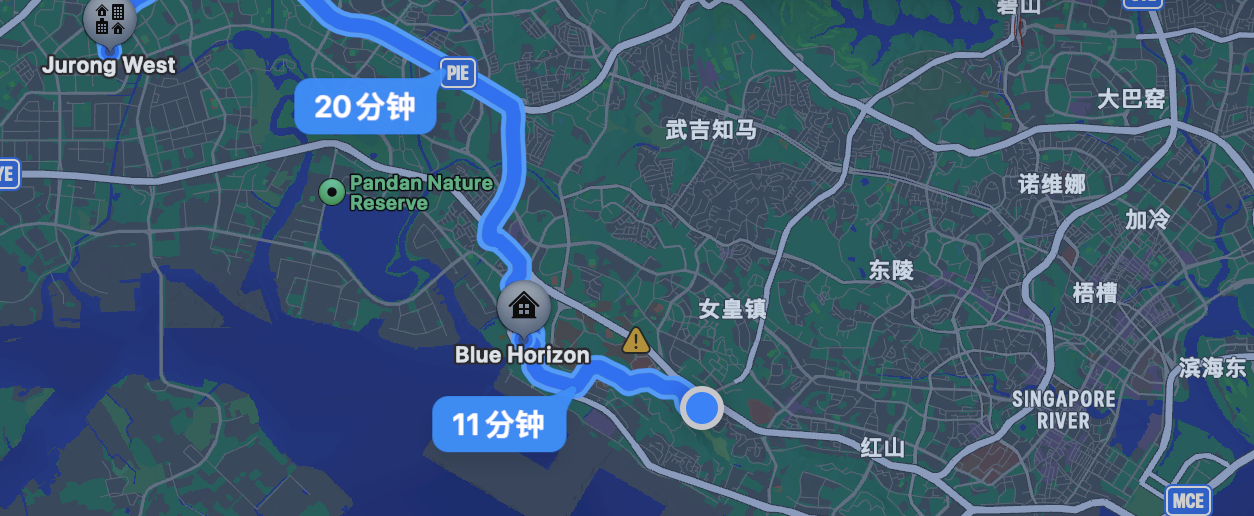 碧山
Jurong West
PIE
20分钟
大巴窑
武吉知马
YE
Pandan Nature
Reserve
诺维娜
加冷
东陵
梧槽
女皇镇
Blue Horizon
滨海东
SINGAPORE
RIVER
11分钟
红山
MCE